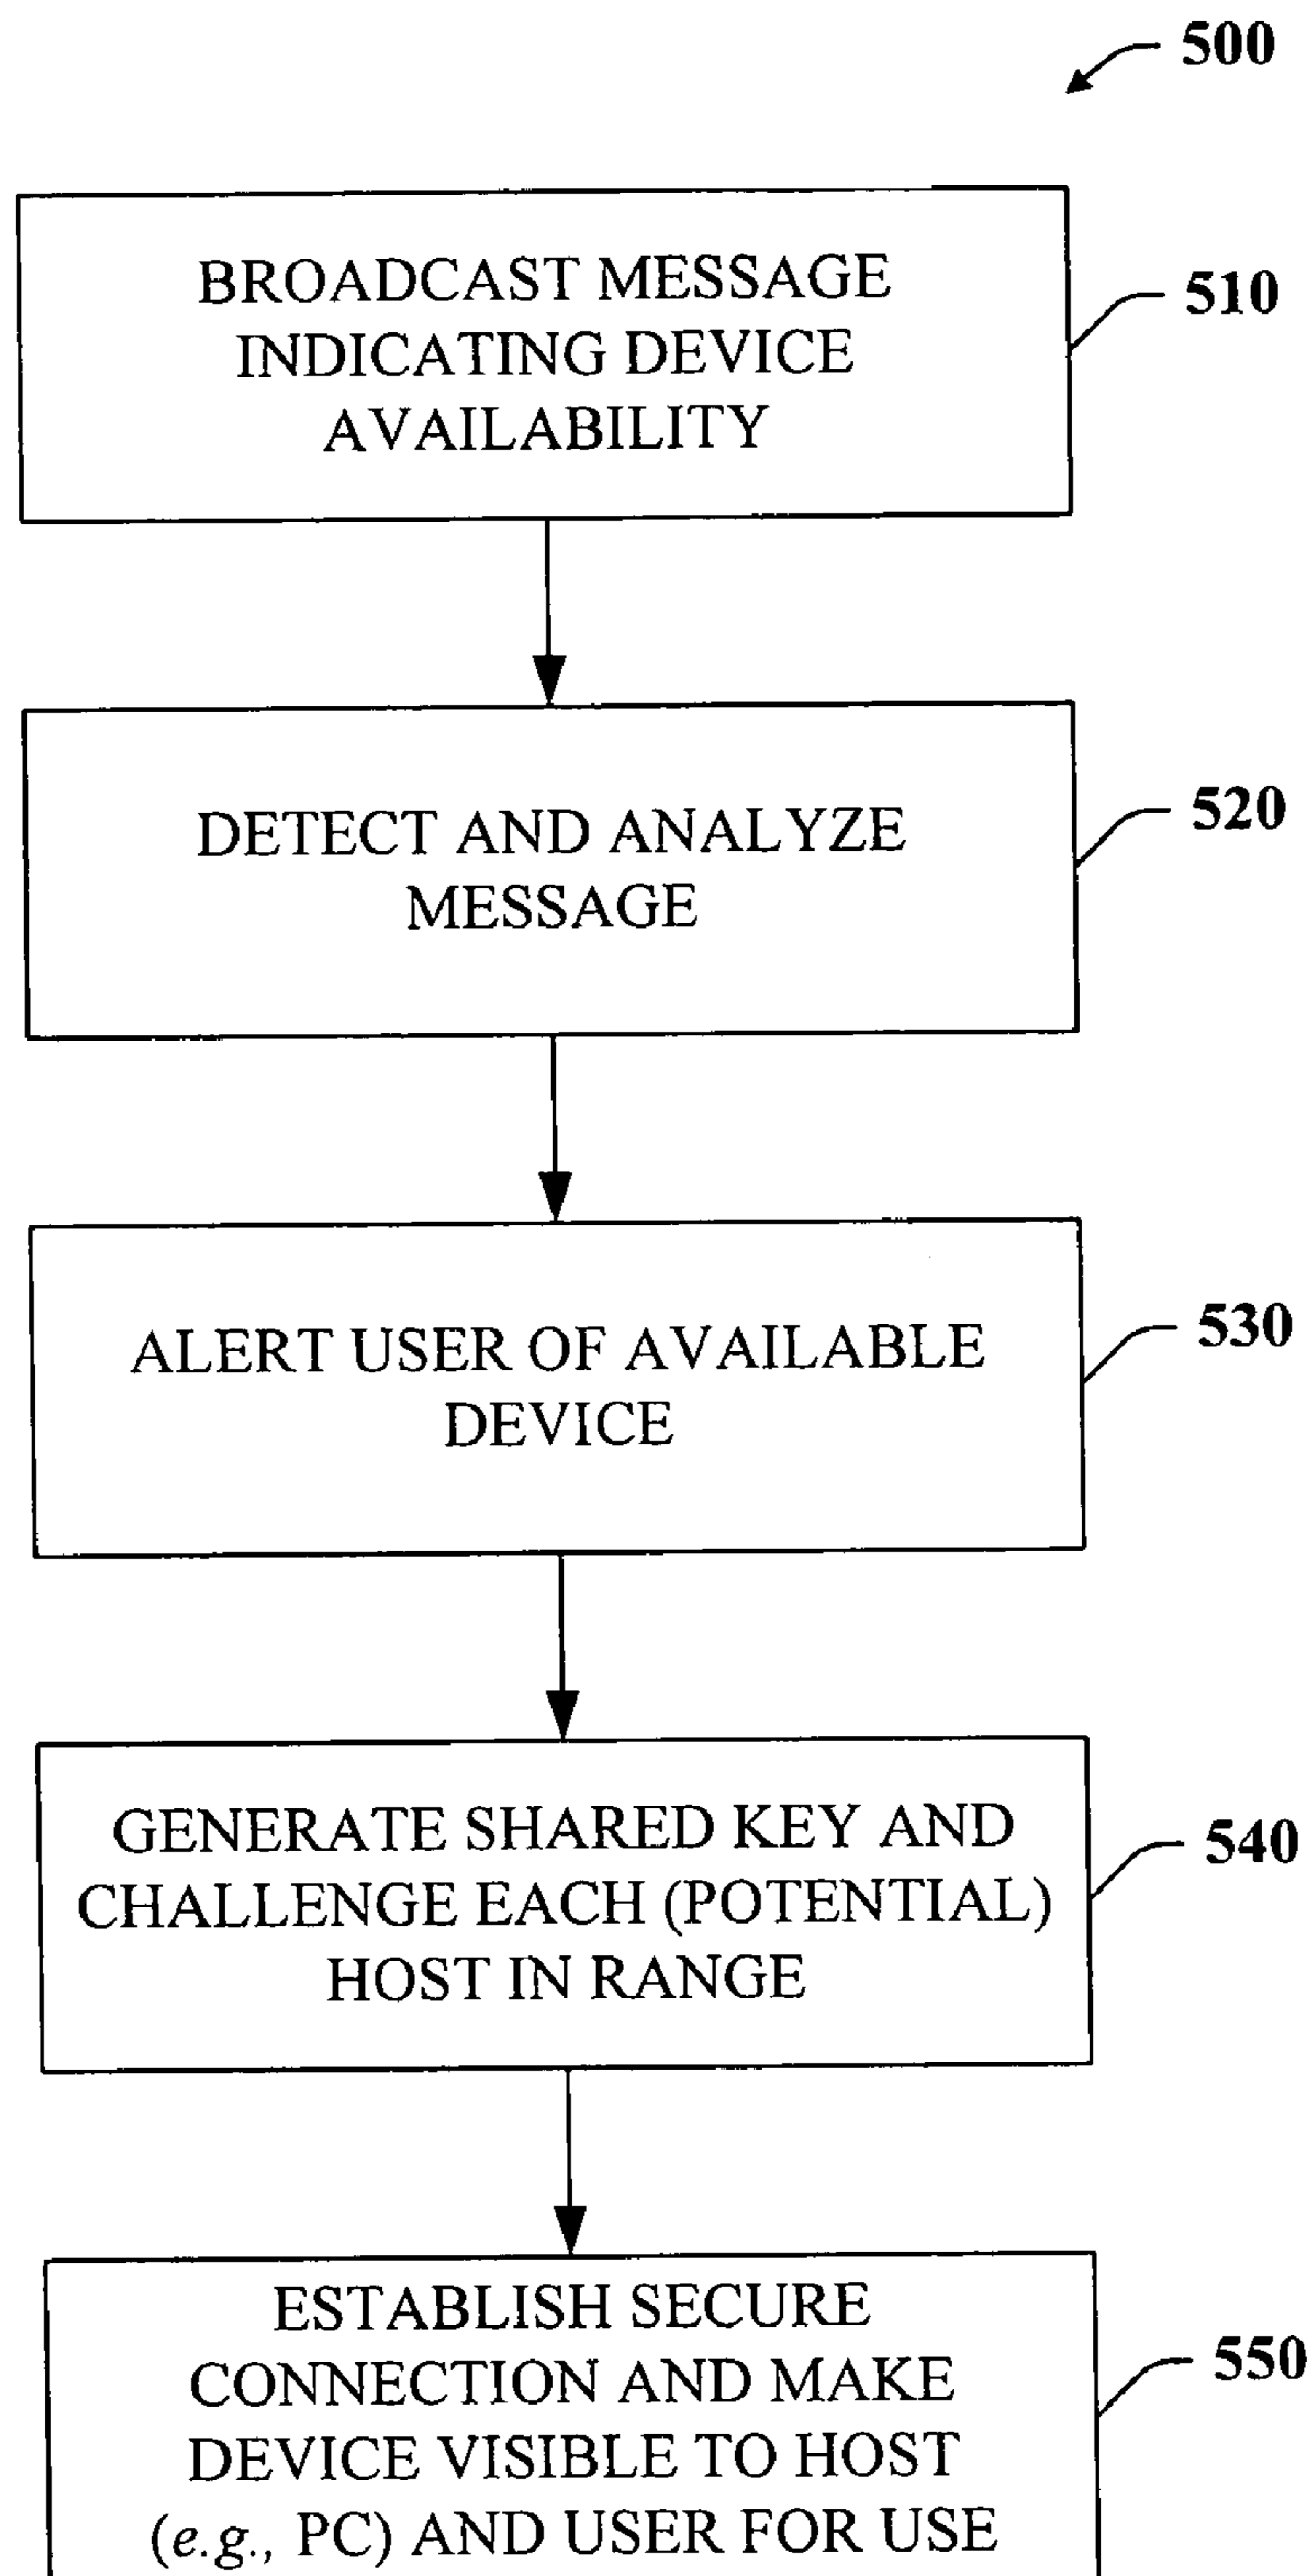 500
BROADCAST MESSAGE
INDICATING DEVICE
AVAILABILITY
510
DETECT AND ANALYZE
MESSAGE
520
ALERT USER OF AVAILABLE
DEVICE
530
GENERATE SHARED KEY AND
CHALLENGE EACH (POTENTIAL)
HOST IN RANGE
540
ESTABLISH SECURE
CONNECTION AND MAKE
DEVICE VISIBLE TO HOST
(e.g., PC) AND USER FOR USE
550